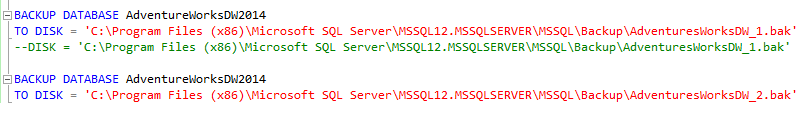 BACKUP DATABASE AdventureWorksDW2014
TO DISK = 'C:\Program Files (x86)\Microsoft SQL Server\MSSQL12.MSSQLSERVER\MSSQL\Backup\AdventuresWorksDW_1.bak'
--DISK = 'C:\Program Files (x86)\Microsoft SQL Server\MSSQL12.MSSQLSERVER\MSSQL\Backup\AdventuresWorksDW_1.bak'
BACKUP DATABASE AdventureWorksDW2014
TO DISK = 'C:\Program Files (x86)\Microsoft SQL Server\MSSQL12.MSSQLSERVER\MSSQL\Backup\AdventuresWorksDW_2.bak'